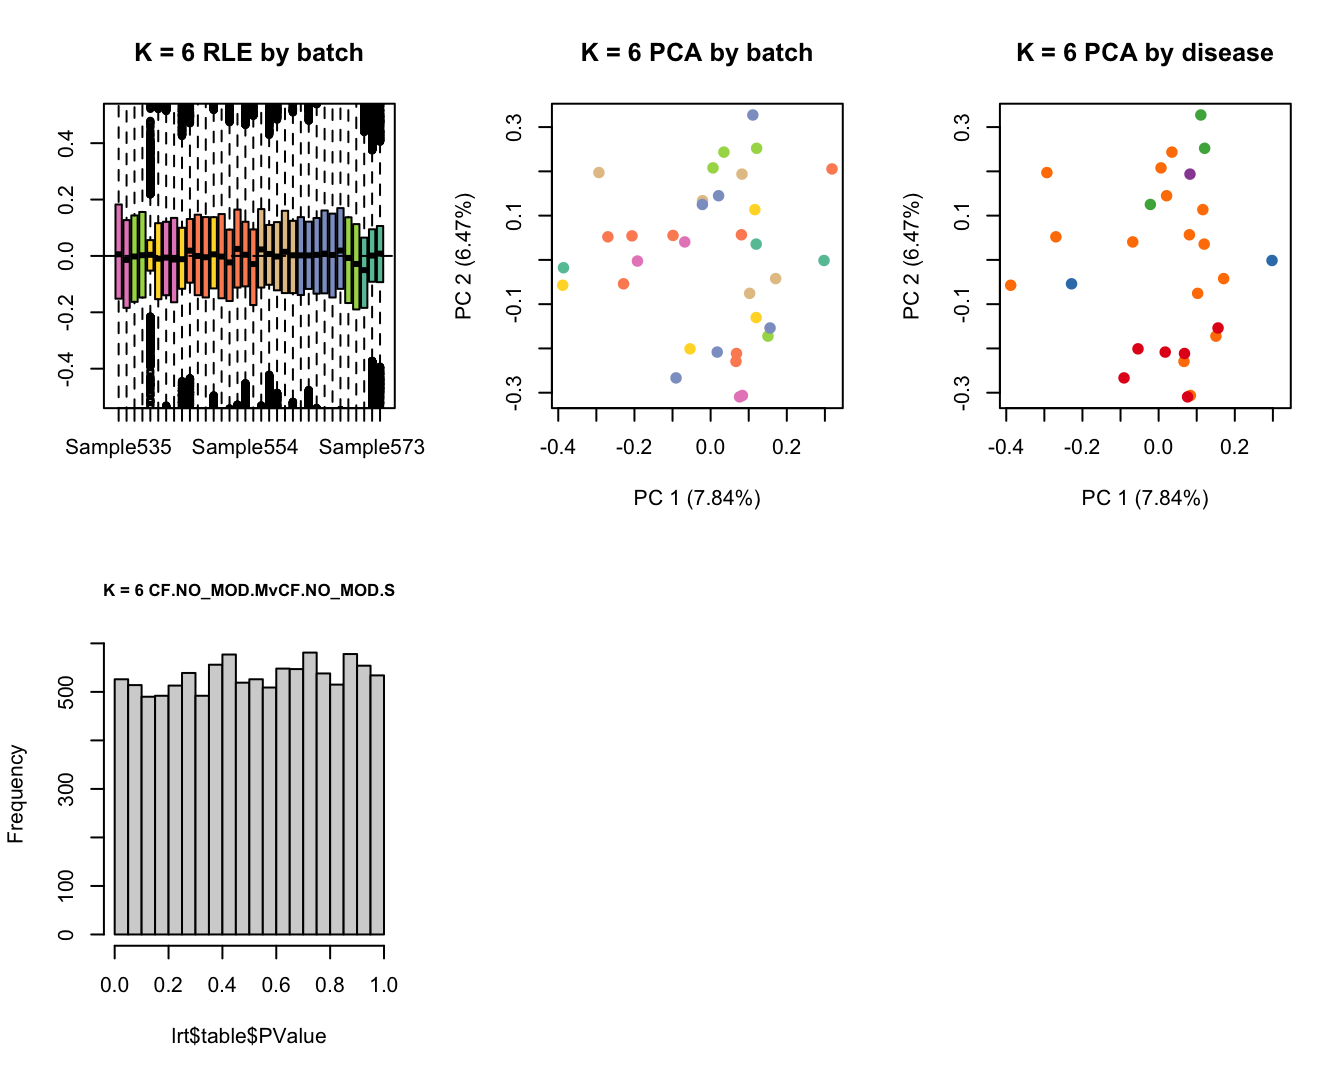 K = 6 RLE by batch
0.4
0.2
0.0
-0.2
-0.4
Sample535 Sample554 Sample573
K = 6 PCA by batch
PC 2 (6.47%)
0.3
0.1
-0.1
-0.3
-0.4 -0.2 0.0 0.2
PC 1 (7.84%)
K = 6 PCA by disease
PC 2 (6.47%)
0.3
0.1
-0.1
-0.3
-0.4 -0.2 0.0 0.2
PC 1 (7.84%)
K = 6 CF.NO_MOD.MvCF.NO_MOD.S
Frequency
500
300
100
0
0.0 0.2 0.4 0.6 0.8 1.0
lrt$table$PValue